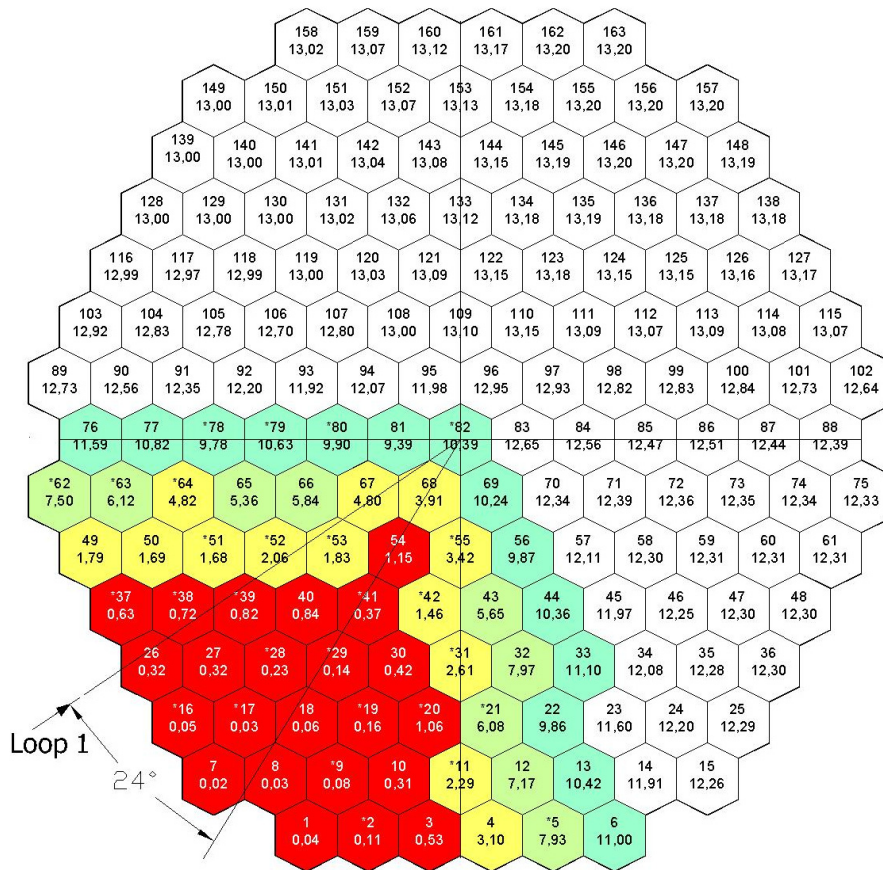 158 159 160 161 162 163
13,02 13,07 13,12 13,17 13,20 13,20
149 150 151 152 153 154 155 156 157
13,00 13,01 13,03 13,07 13,13 13,18 13,20 13,20 13,20
139 140 141 142 143 144 145 146 147 148
13,00 13,00 13,01 13,04 13,08 13,15 13,19 13,20 13,20 13,19
128 129 130 131 132 133 134 135 136 137 138
13,00 13,00 13,00 13,02 13,06 13,12 13,18 13,19 13,18 13,18 13,18
116 117 118 119 120 121 122 123 124 125 126 127
12,99 12,97 12,99 13,00 13,03 13,09 13,15 13,18 13,15 13,15 13,16 13,17
103 104 105 106 107 108 109 110 111 112 113 114 115
12,92 12,83 12,78 12,70 12,80 13,00 13,10 13,15 13,09 13,07 13,09 13,08 13,07
89 90 91 92 93 94 95 96 97 98 99 100 101 102
12,73 12,56 12,35 12,20 11,92 12,07 11,98 12,95 12,93 12,82 12,83 12,84 12,73 12,64
76 77 *78 *79 *80 81 *82 83 84 85 86 87 88
11,59 10,82 9,78 10,63 9,90 9,39 10,39 12,65 12,56 12,47 12,51 12,44 12,39
*62 *63 *64 65 66 67 68 69 70 71 72 73 74 75
7,50 6,12 4,82 5,36 5,84 4,80 3,91 10,24 12,34 12,39 12,36 12,35 12,34 12,33
49 50 *51 *52 *53 54 *55 56 57 58 59 60 61
1,79 1,69 1,68 2,06 1,83 1,15 3,42 9,87 12,11 12,30 12,31 12,31 12,31
*37 *38 *39 40 *41 *42 43 44 45 46 47 48
0,63 0,72 0,82 0,84 0,37 1,46 5,65 10,36 11,97 12,25 12,30 12,30
26 27 *28 *29 30 *31 32 33 34 35 36
0,32 0,32 0,23 0,14 0,42 2,61 7,97 11,10 12,08 12,28 12,30
*16 *17 18 *19 *20 *21 22 23 24 25
0,05 0,03 0,06 0,16 1,06 6,08 9,86 11,60 12,20 12,29
Loop 1
24°
7 8 *9 10 *11 12 13 14 15
0,02 0,03 0,08 0,31 2,29 7,17 10,42 11,91 12,26
1 *2 3 4 *5 6
0,04 0,11 0,53 3,10 7,93 11,00